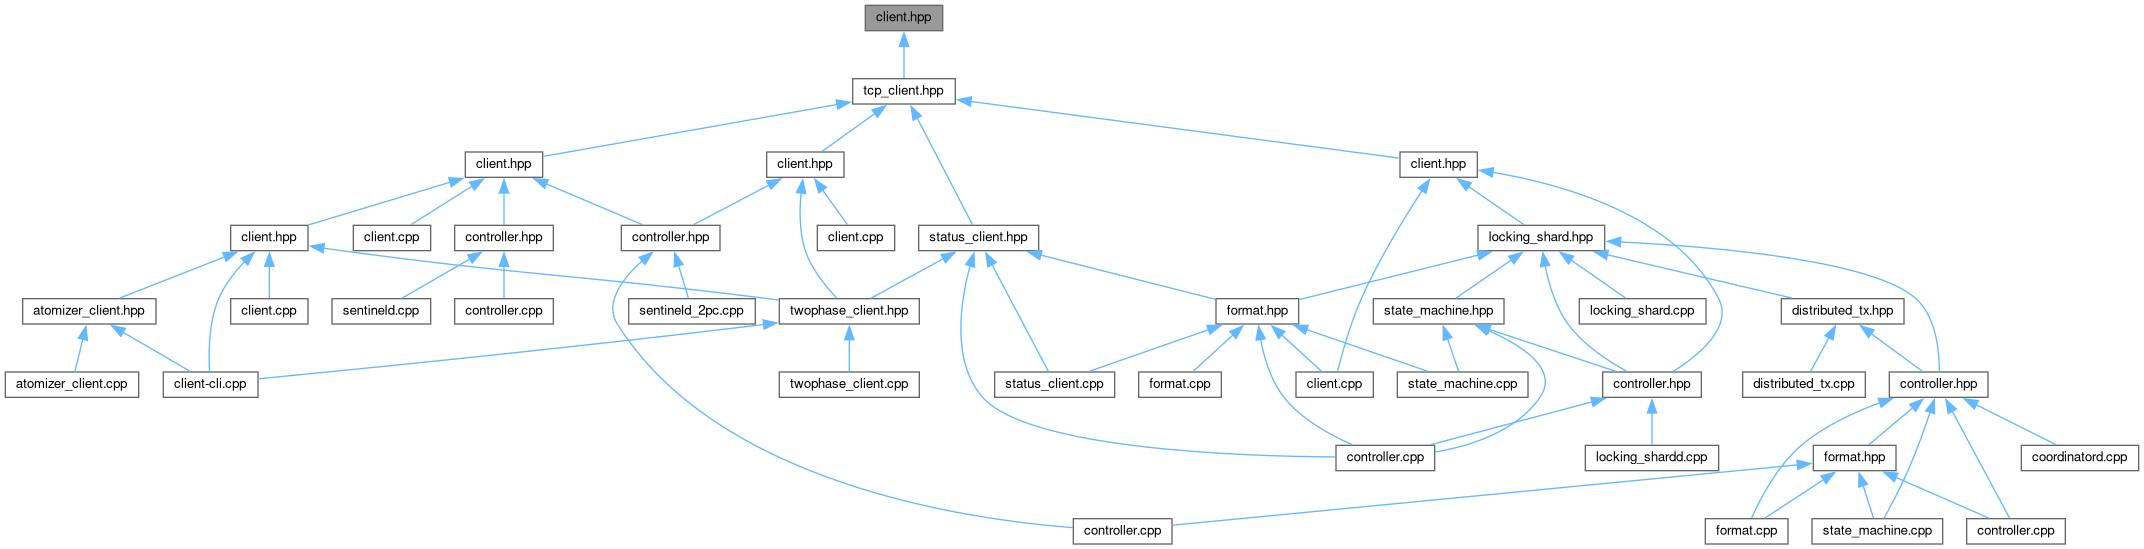 client.hpp
tcp_client.hpp
client.hpp
client.hpp
client.hpp
client.hpp
client.cpp
controller.hpp
controller.hpp
client.cpp
status_client.hpp
locking_shard.hpp
atomizer_client.hpp
client.cpp
sentineld.cpp
controller.cpp
sentineld_2pc.cpp
twophase_client.hpp
format.hpp
state_machine.hpp
locking_shard.cpp
distributed_tx.hpp
atomizer_client.cpp
client-cli.cpp
twophase_client.cpp
status_client.cpp
format.cpp
client.cpp
state_machine.cpp
controller.hpp
distributed_tx.cpp
controller.hpp
controller.cpp
locking_shardd.cpp
format.hpp
coordinatord.cpp
controller.cpp
format.cpp
state_machine.cpp
controller.cpp